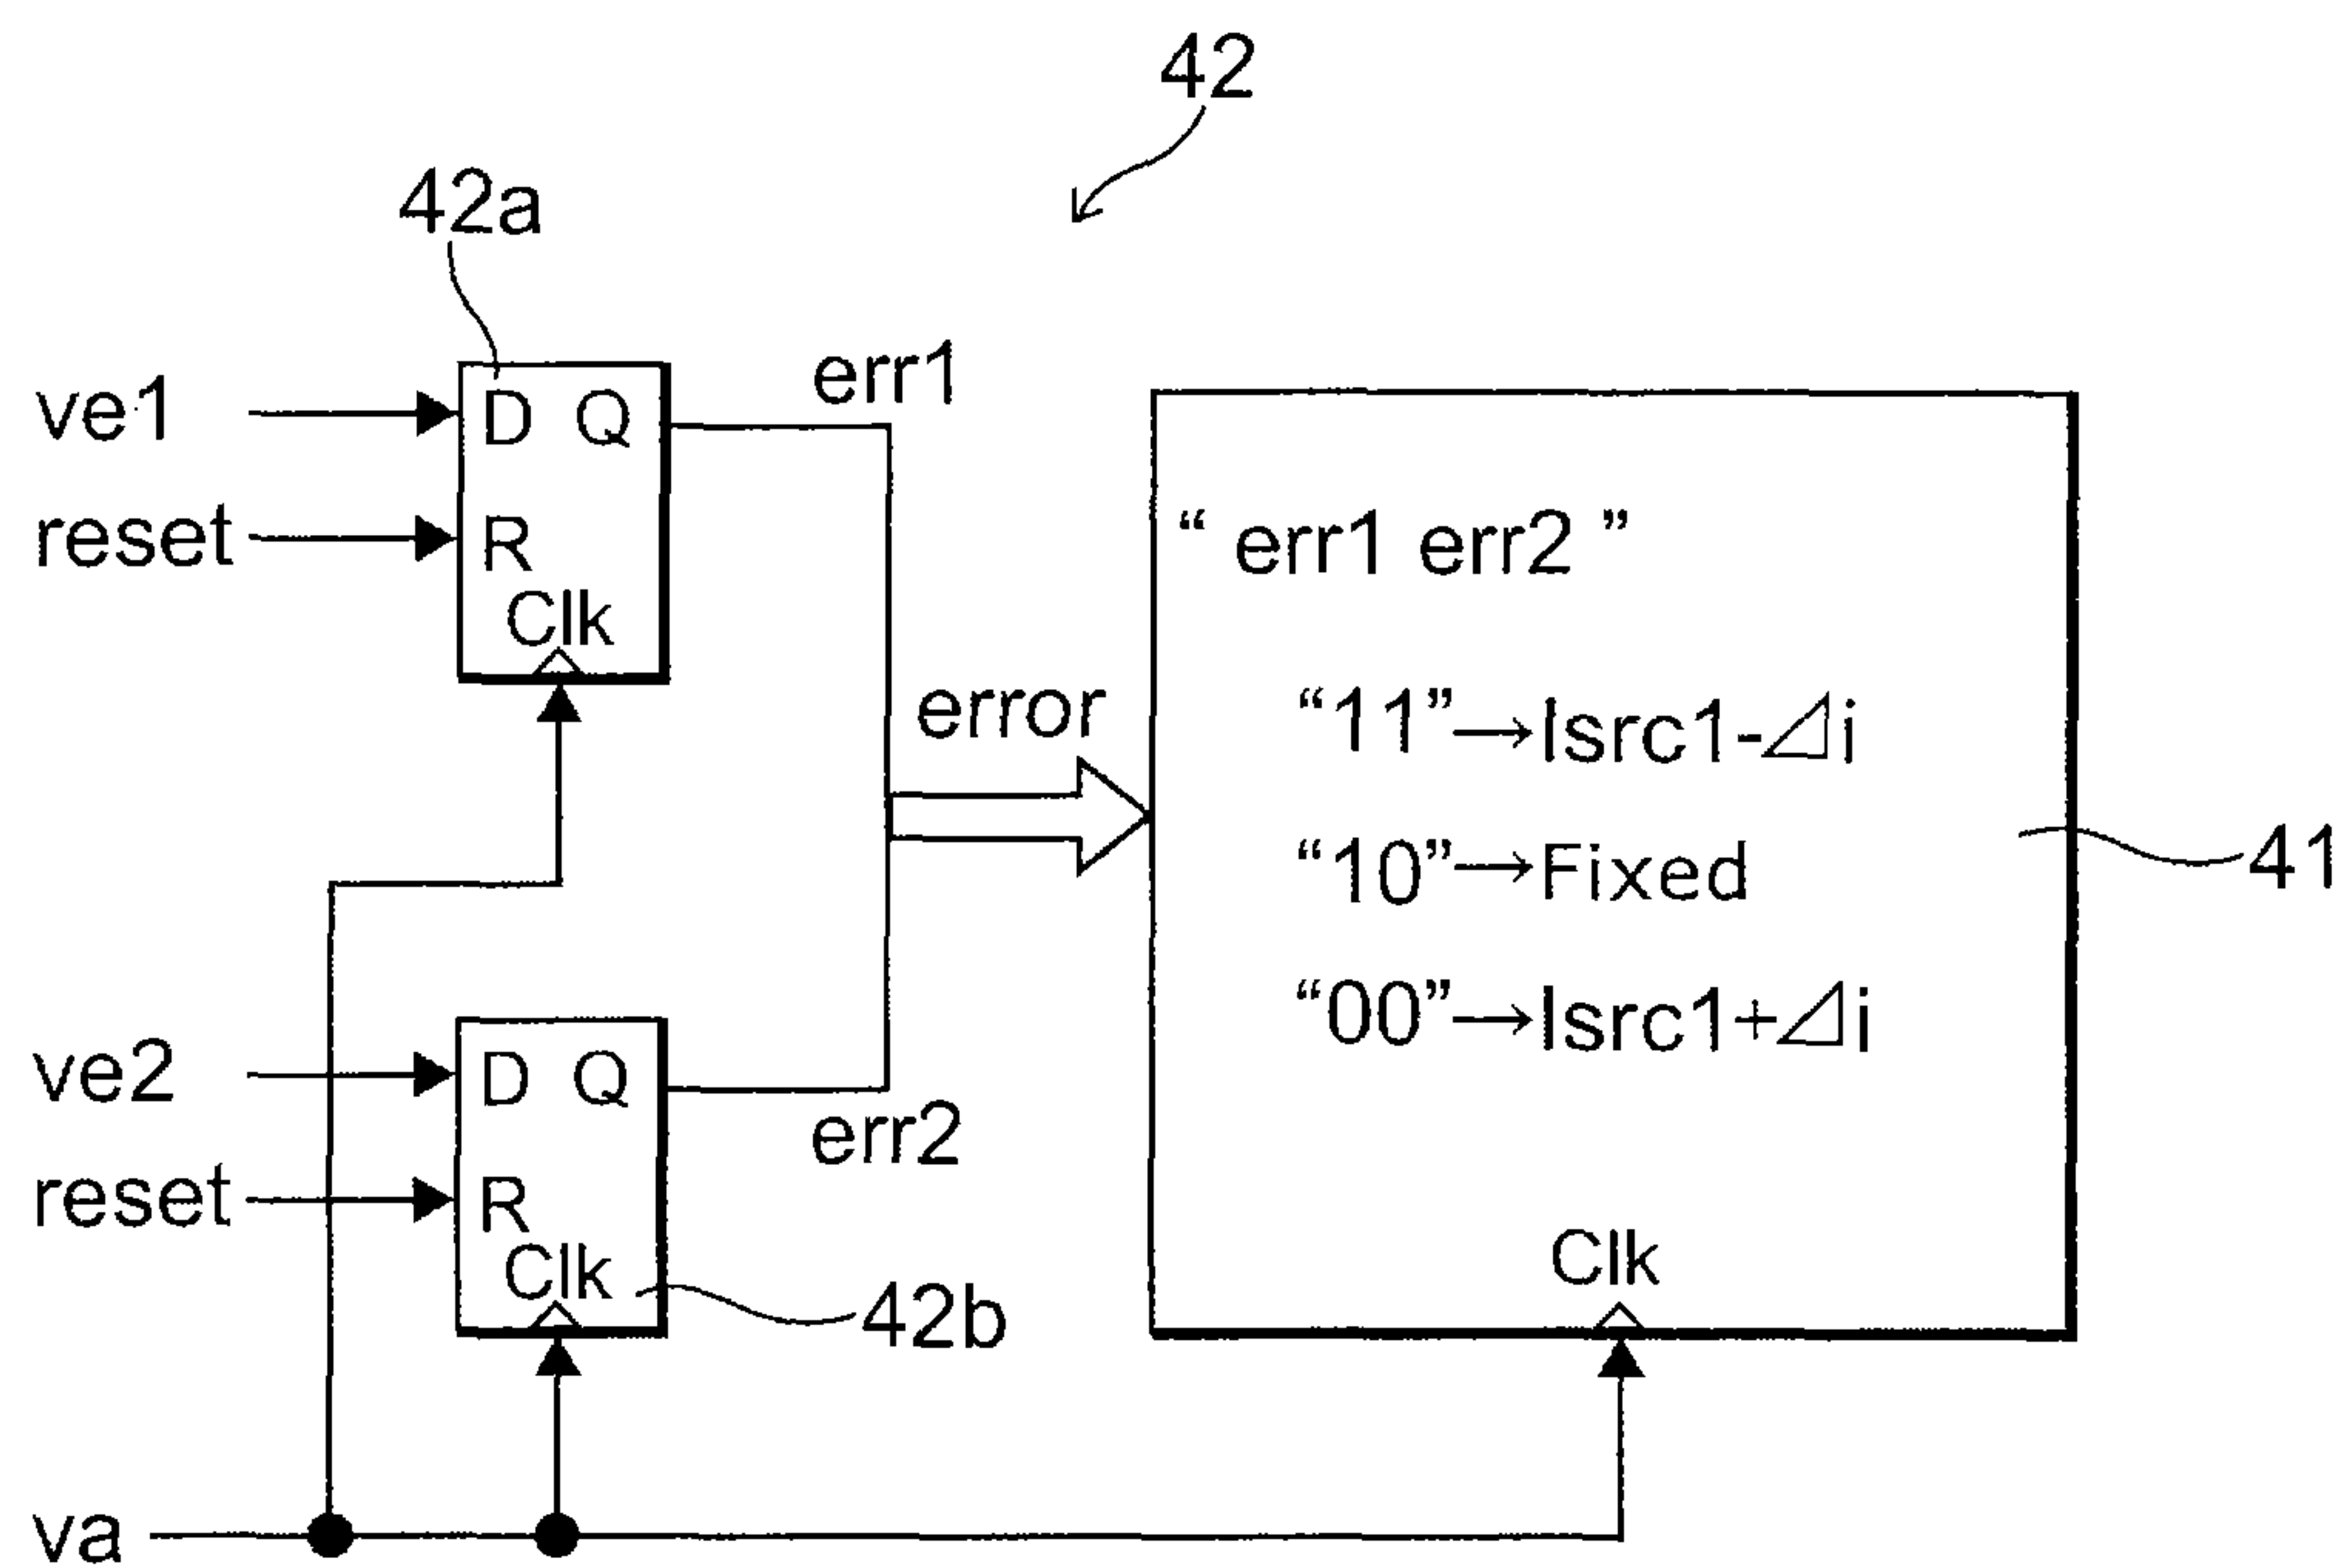 42
42a
ve1
D Q
err1
reset
R
Clk
“ err1 err2 ”
error
“11”→Isrc1-⊿i
“10”→Fixed
41
“00”→Isrc1+⊿i
ve2
D Q
err2
reset
R
Clk
42b
Clk
va